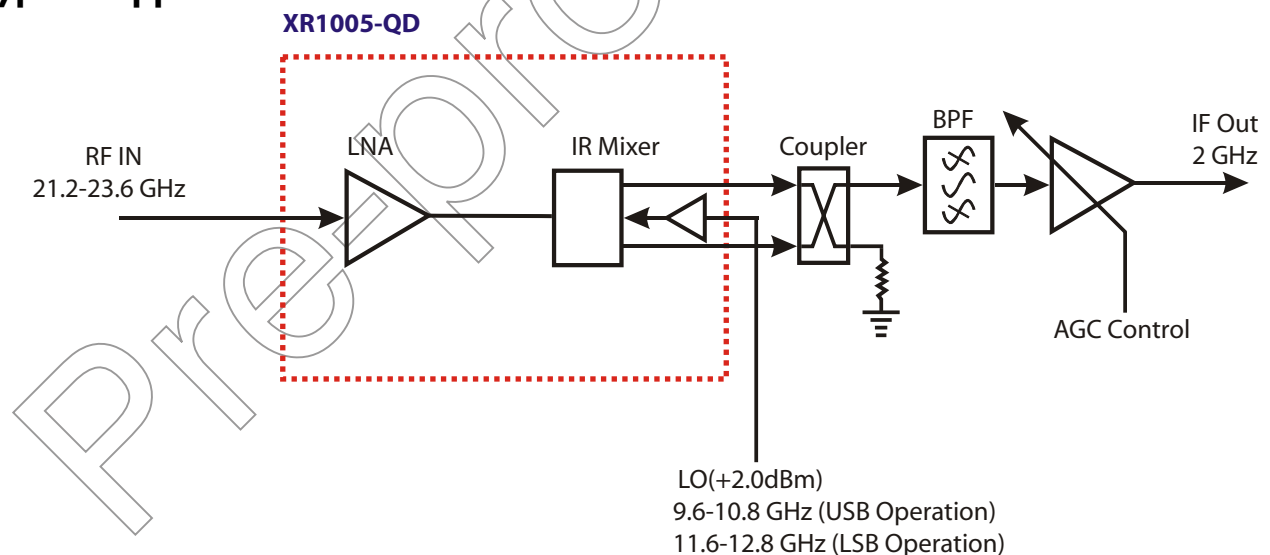 XR1005-QD
LNA
IR Mixer
Coupler
BPF
IF Out
2 GHz
RF IN
21.2-23.6 GHz
AGC Control
LO(+2.0dBm)
9.6-10.8 GHz (USB Operation)
11.6-12.8 GHz (LSB Operation)